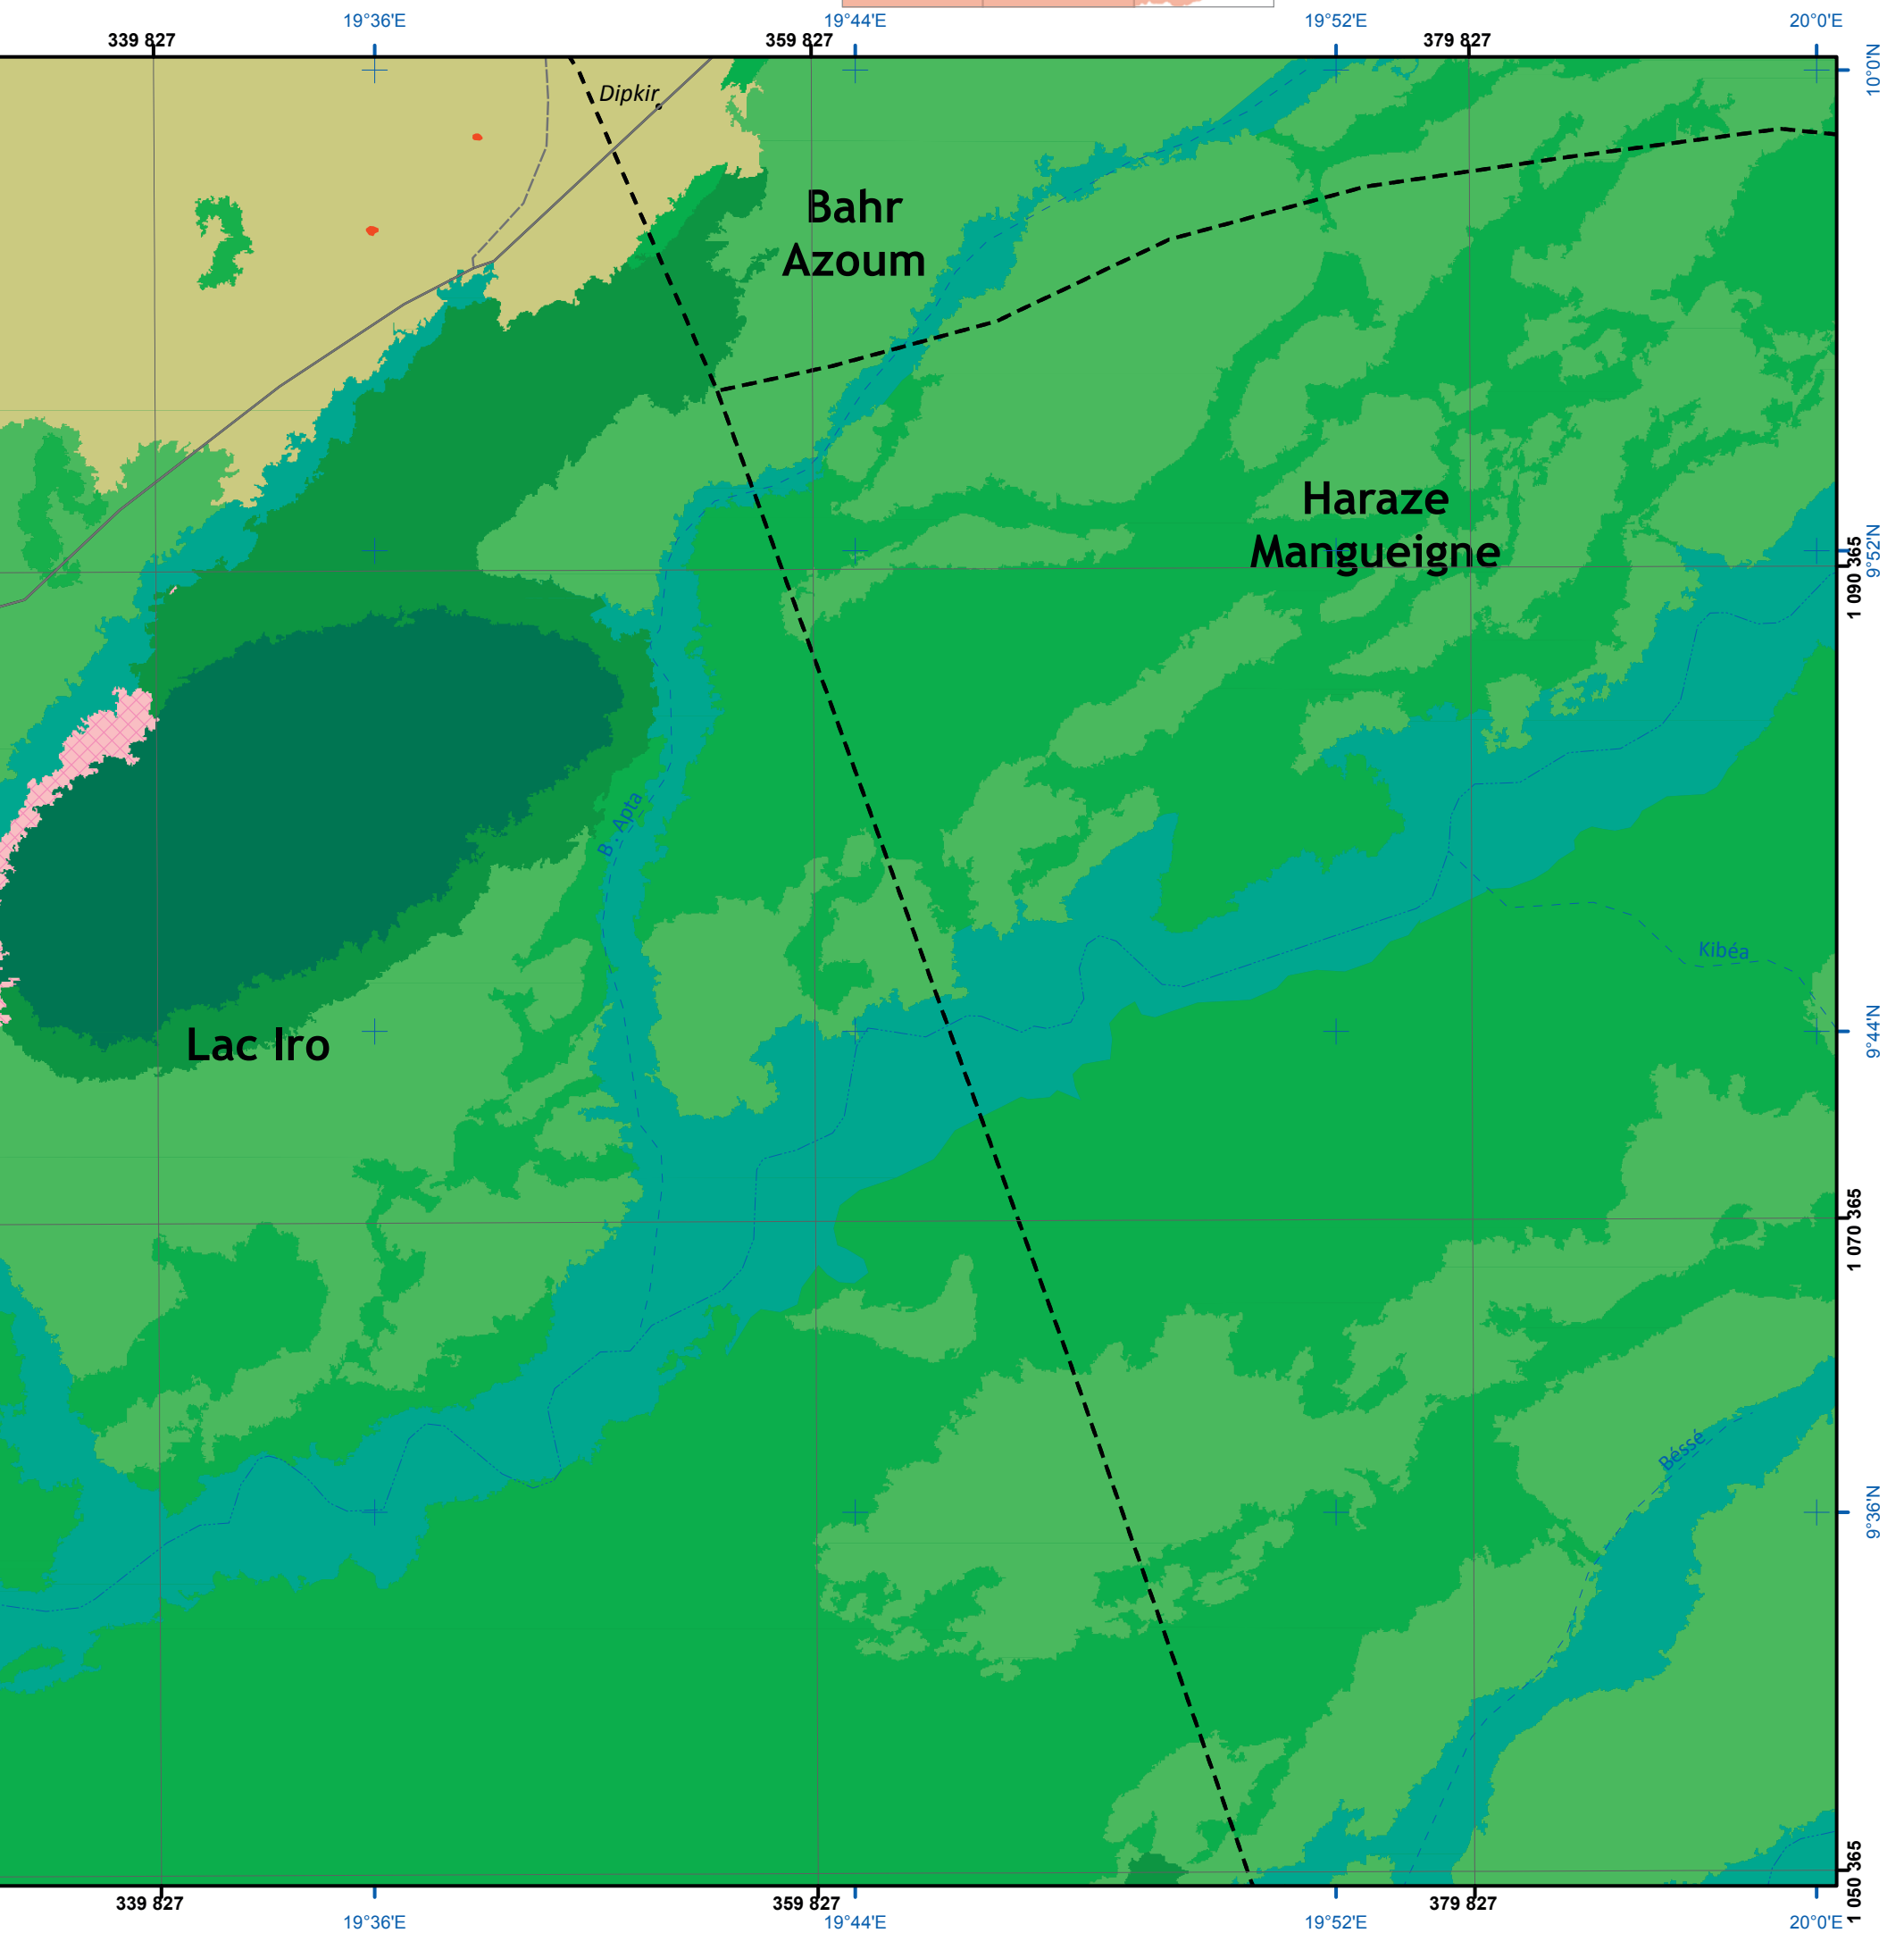 19°36'E 19°44'E 19°52'E 20°0'E
339 827 359 827 379 827
10°0'N
Dipkir
Bahr
Azoum
Haraze
Mangueigne
9°52'N
1 090 365
B. Apta
Kibéa
Lac Iro
9°44'N
1 070 365
Béssé
9°36'N
1 050 365
339 827 359 827 379 827
19°36'E 19°44'E 19°52'E 20°0'E